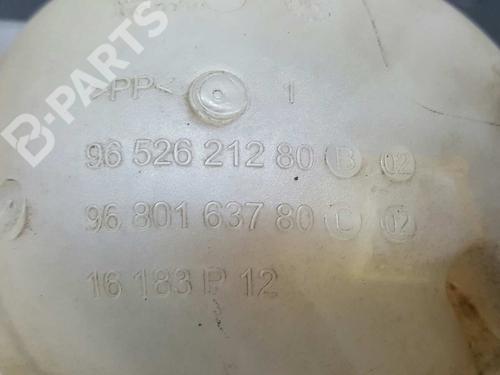 B-PARTS
>PP< 1
96 526 212 80 B 02
96 801 637 80 C 02
16 183 P 12